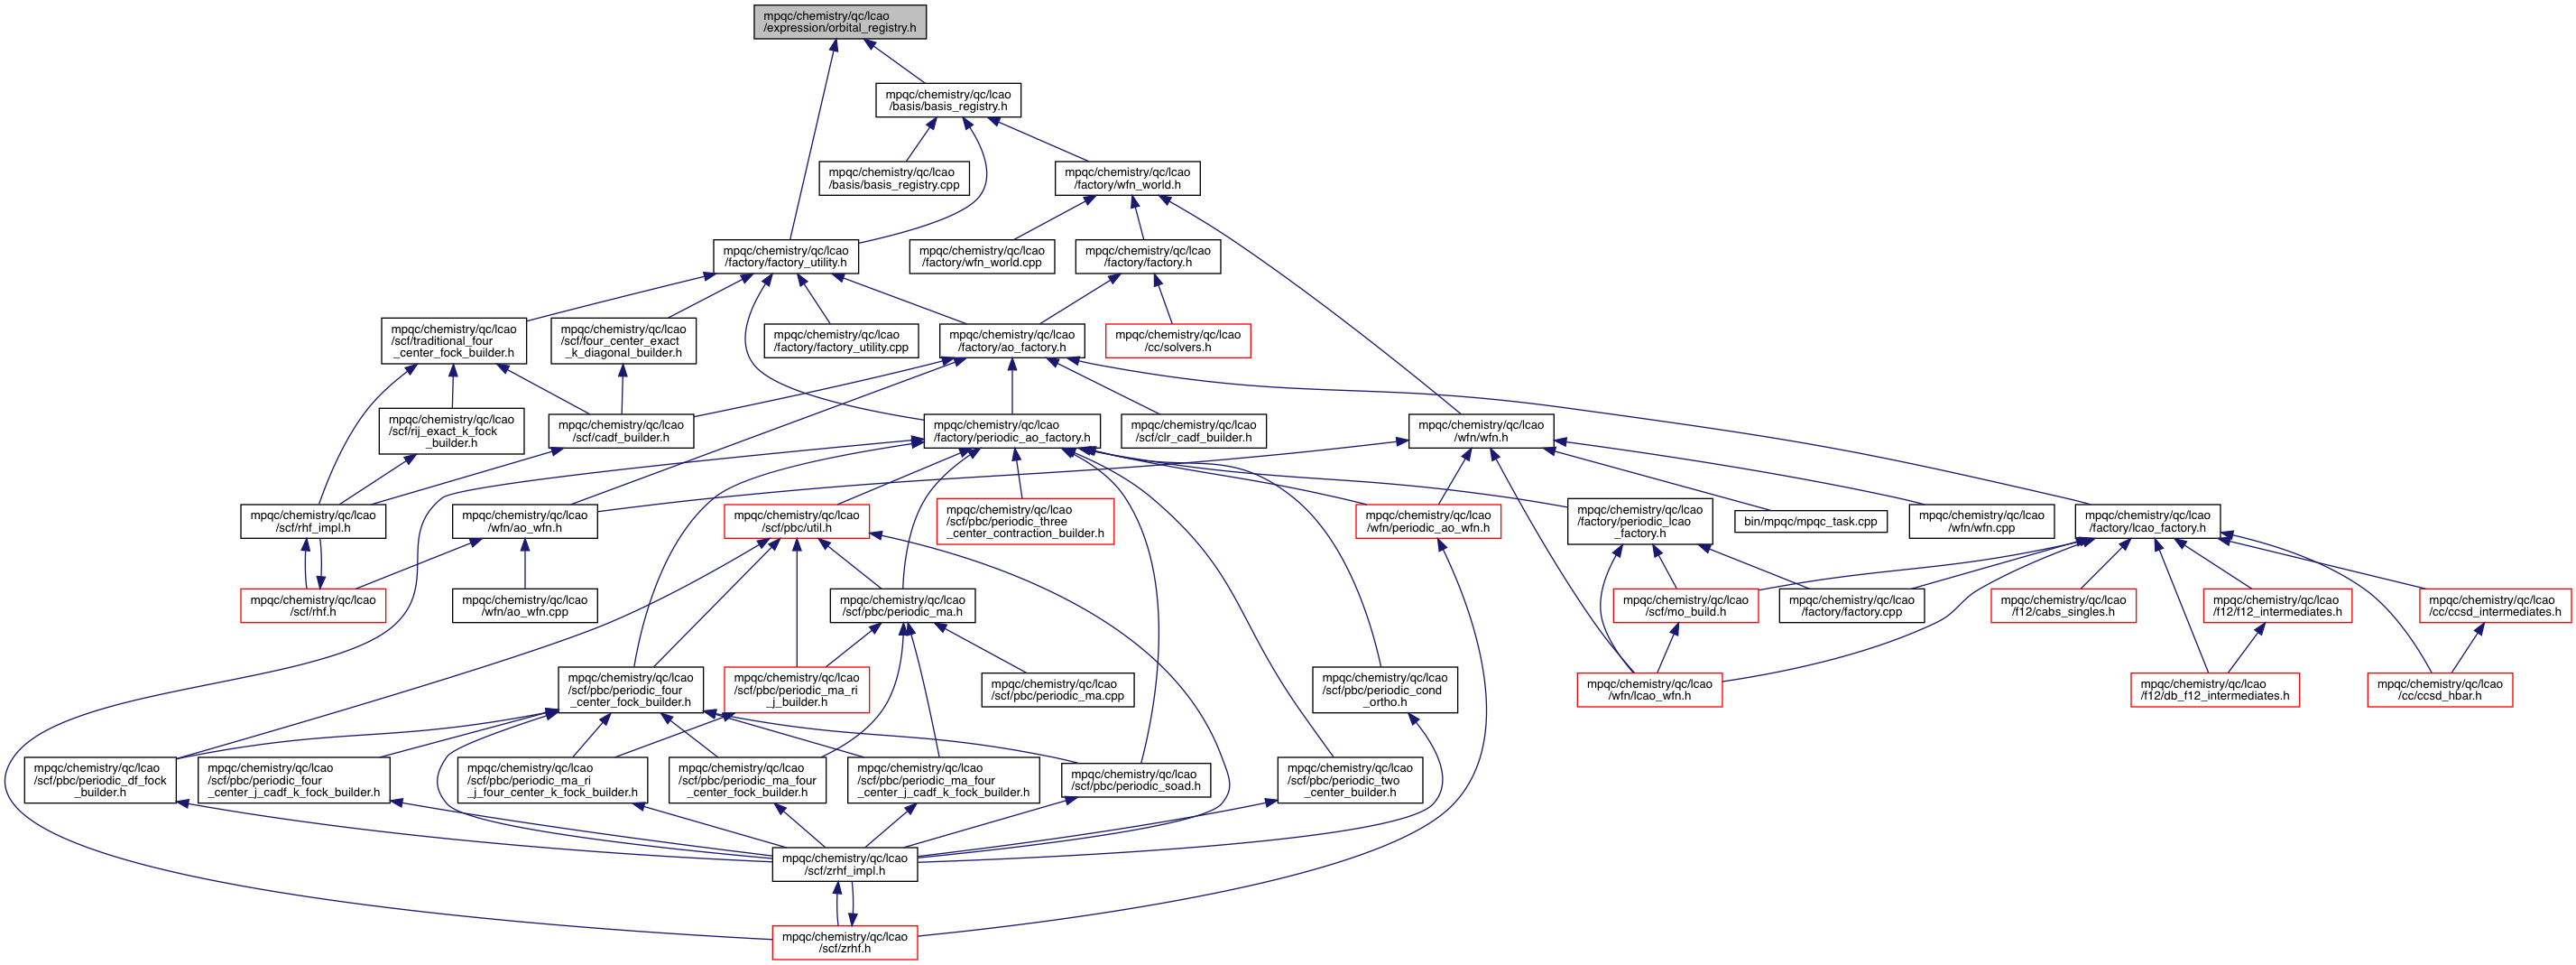 mpqc/chemistry/qc/lcao
/expression/orbital_registry.h
mpqc/chemistry/qc/lcao
/basis/basis_registry.h
mpqc/chemistry/qc/lcao
/basis/basis_registry.cpp
mpqc/chemistry/qc/lcao
/factory/wfn_world.h
mpqc/chemistry/qc/lcao
/factory/factory_utility.h
mpqc/chemistry/qc/lcao
/factory/wfn_world.cpp
mpqc/chemistry/qc/lcao
/factory/factory.h
mpqc/chemistry/qc/lcao
/scf/traditional_four
_center_fock_builder.h
mpqc/chemistry/qc/lcao
/scf/four_center_exact
_k_diagonal_builder.h
mpqc/chemistry/qc/lcao
/factory/factory_utility.cpp
mpqc/chemistry/qc/lcao
/factory/ao_factory.h
mpqc/chemistry/qc/lcao
/cc/solvers.h
mpqc/chemistry/qc/lcao
/scf/rij_exact_k_fock
_builder.h
mpqc/chemistry/qc/lcao
/scf/cadf_builder.h
mpqc/chemistry/qc/lcao
/factory/periodic_ao_factory.h
mpqc/chemistry/qc/lcao
/scf/clr_cadf_builder.h
mpqc/chemistry/qc/lcao
/wfn/wfn.h
mpqc/chemistry/qc/lcao
/scf/rhf_impl.h
mpqc/chemistry/qc/lcao
/wfn/ao_wfn.h
mpqc/chemistry/qc/lcao
/scf/pbc/util.h
mpqc/chemistry/qc/lcao
/scf/pbc/periodic_three
_center_contraction_builder.h
mpqc/chemistry/qc/lcao
/wfn/periodic_ao_wfn.h
mpqc/chemistry/qc/lcao
/factory/periodic_lcao
_factory.h
bin/mpqc/mpqc_task.cpp
mpqc/chemistry/qc/lcao
/wfn/wfn.cpp
mpqc/chemistry/qc/lcao
/factory/lcao_factory.h
mpqc/chemistry/qc/lcao
/scf/rhf.h
mpqc/chemistry/qc/lcao
/wfn/ao_wfn.cpp
mpqc/chemistry/qc/lcao
/scf/pbc/periodic_ma.h
mpqc/chemistry/qc/lcao
/scf/mo_build.h
mpqc/chemistry/qc/lcao
/factory/factory.cpp
mpqc/chemistry/qc/lcao
/f12/cabs_singles.h
mpqc/chemistry/qc/lcao
/f12/f12_intermediates.h
mpqc/chemistry/qc/lcao
/cc/ccsd_intermediates.h
mpqc/chemistry/qc/lcao
/scf/pbc/periodic_four
_center_fock_builder.h
mpqc/chemistry/qc/lcao
/scf/pbc/periodic_ma_ri
_j_builder.h
mpqc/chemistry/qc/lcao
/scf/pbc/periodic_ma.cpp
mpqc/chemistry/qc/lcao
/scf/pbc/periodic_cond
_ortho.h
mpqc/chemistry/qc/lcao
/wfn/lcao_wfn.h
mpqc/chemistry/qc/lcao
/f12/db_f12_intermediates.h
mpqc/chemistry/qc/lcao
/cc/ccsd_hbar.h
mpqc/chemistry/qc/lcao
/scf/pbc/periodic_df_fock
_builder.h
mpqc/chemistry/qc/lcao
/scf/pbc/periodic_four
_center_j_cadf_k_fock_builder.h
mpqc/chemistry/qc/lcao
/scf/pbc/periodic_ma_ri
_j_four_center_k_fock_builder.h
mpqc/chemistry/qc/lcao
/scf/pbc/periodic_ma_four
_center_fock_builder.h
mpqc/chemistry/qc/lcao
/scf/pbc/periodic_ma_four
_center_j_cadf_k_fock_builder.h
mpqc/chemistry/qc/lcao
/scf/pbc/periodic_soad.h
mpqc/chemistry/qc/lcao
/scf/pbc/periodic_two
_center_builder.h
mpqc/chemistry/qc/lcao
/scf/zrhf_impl.h
mpqc/chemistry/qc/lcao
/scf/zrhf.h